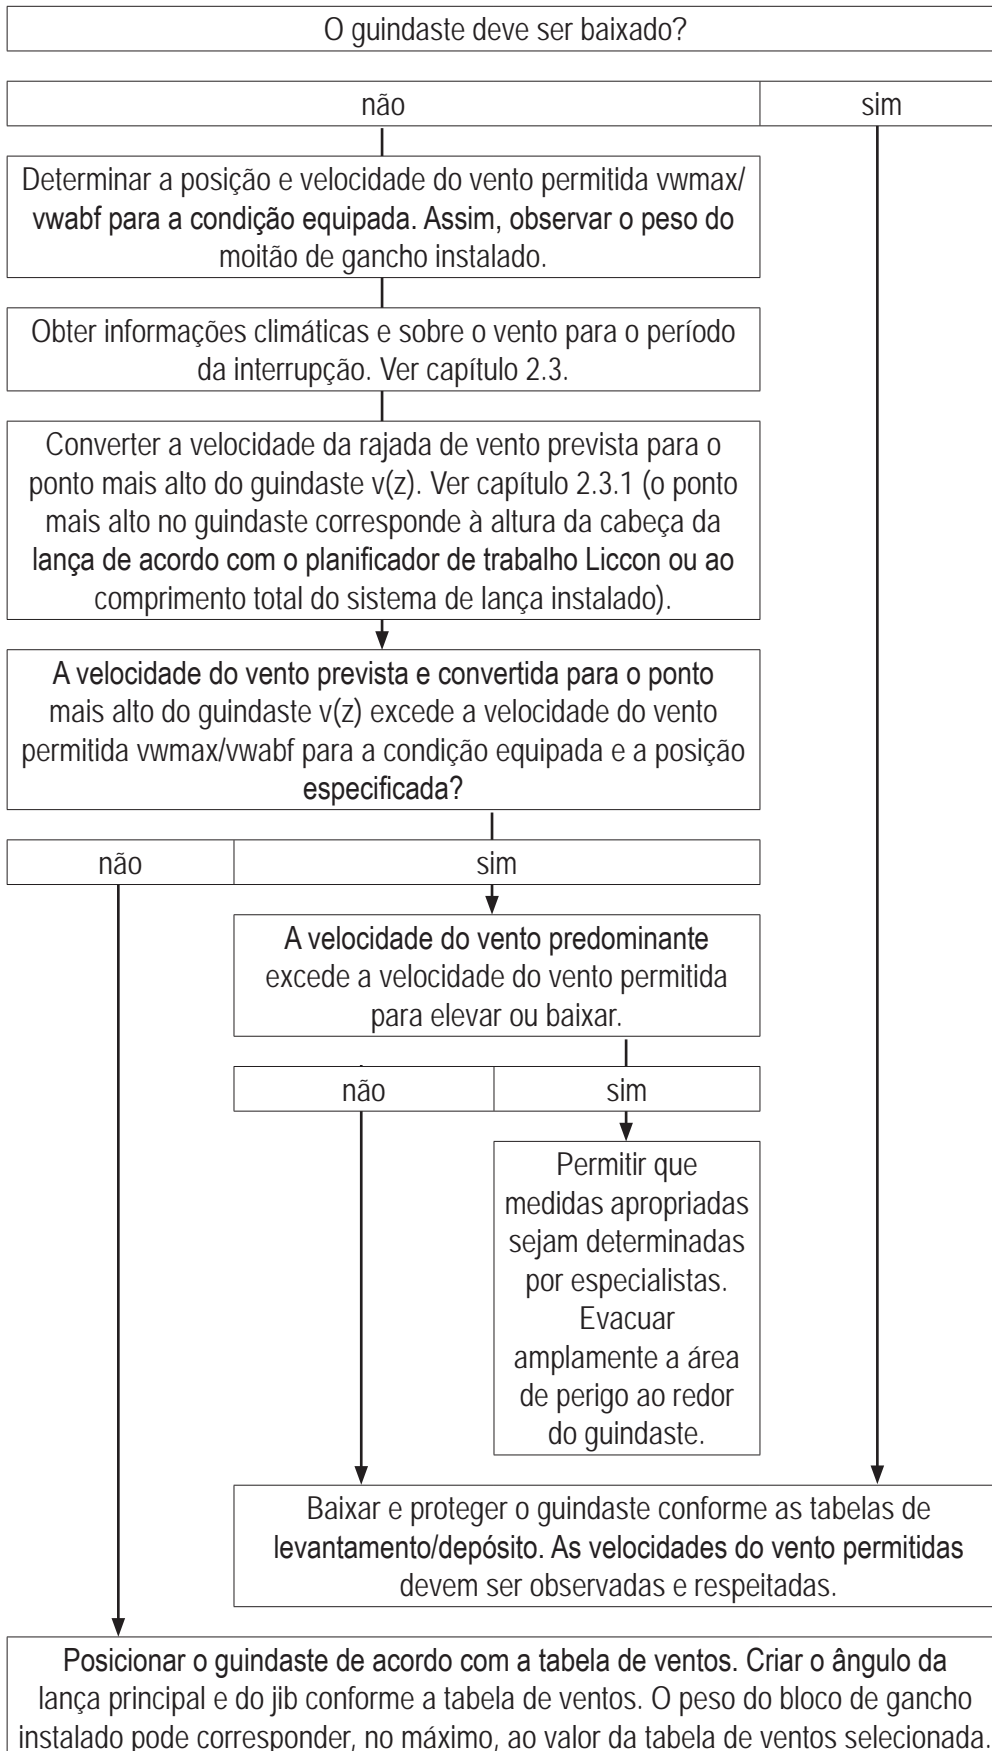 O guindaste deve ser baixado?
não
sim
Determinar a posição e velocidade do vento permitida vwmax/
vwabf para a condição equipada. Assim, observar o peso do
moitão de gancho instalado.
Obter informações climáticas e sobre o vento para o período
da interrupção. Ver capítulo 2.3.
Converter a velocidade da rajada de vento prevista para o
ponto mais alto do guindaste v(z). Ver capítulo 2.3.1 (o ponto
mais alto no guindaste corresponde à altura da cabeça da
lança de acordo com o planificador de trabalho Liccon ou ao
comprimento total do sistema de lança instalado).
A velocidade do vento prevista e convertida para o ponto
mais alto do guindaste v(z) excede a velocidade do vento
permitida vwmax/vwabf para a condição equipada e a posição
especificada?
não
sim
A velocidade do vento predominante
excede a velocidade do vento permitida
para elevar ou baixar.
não
sim
Permitir que
medidas apropriadas
sejam determinadas
por especialistas.
Evacuar
amplamente a área
de perigo ao redor
do guindaste.
Baixar e proteger o guindaste conforme as tabelas de
levantamento/depósito. As velocidades do vento permitidas
devem ser observadas e respeitadas.
Posicionar o guindaste de acordo com a tabela de ventos. Criar o ângulo da
lança principal e do jib conforme a tabela de ventos. O peso do bloco de gancho
instalado pode corresponder, no máximo, ao valor da tabela de ventos selecionada.